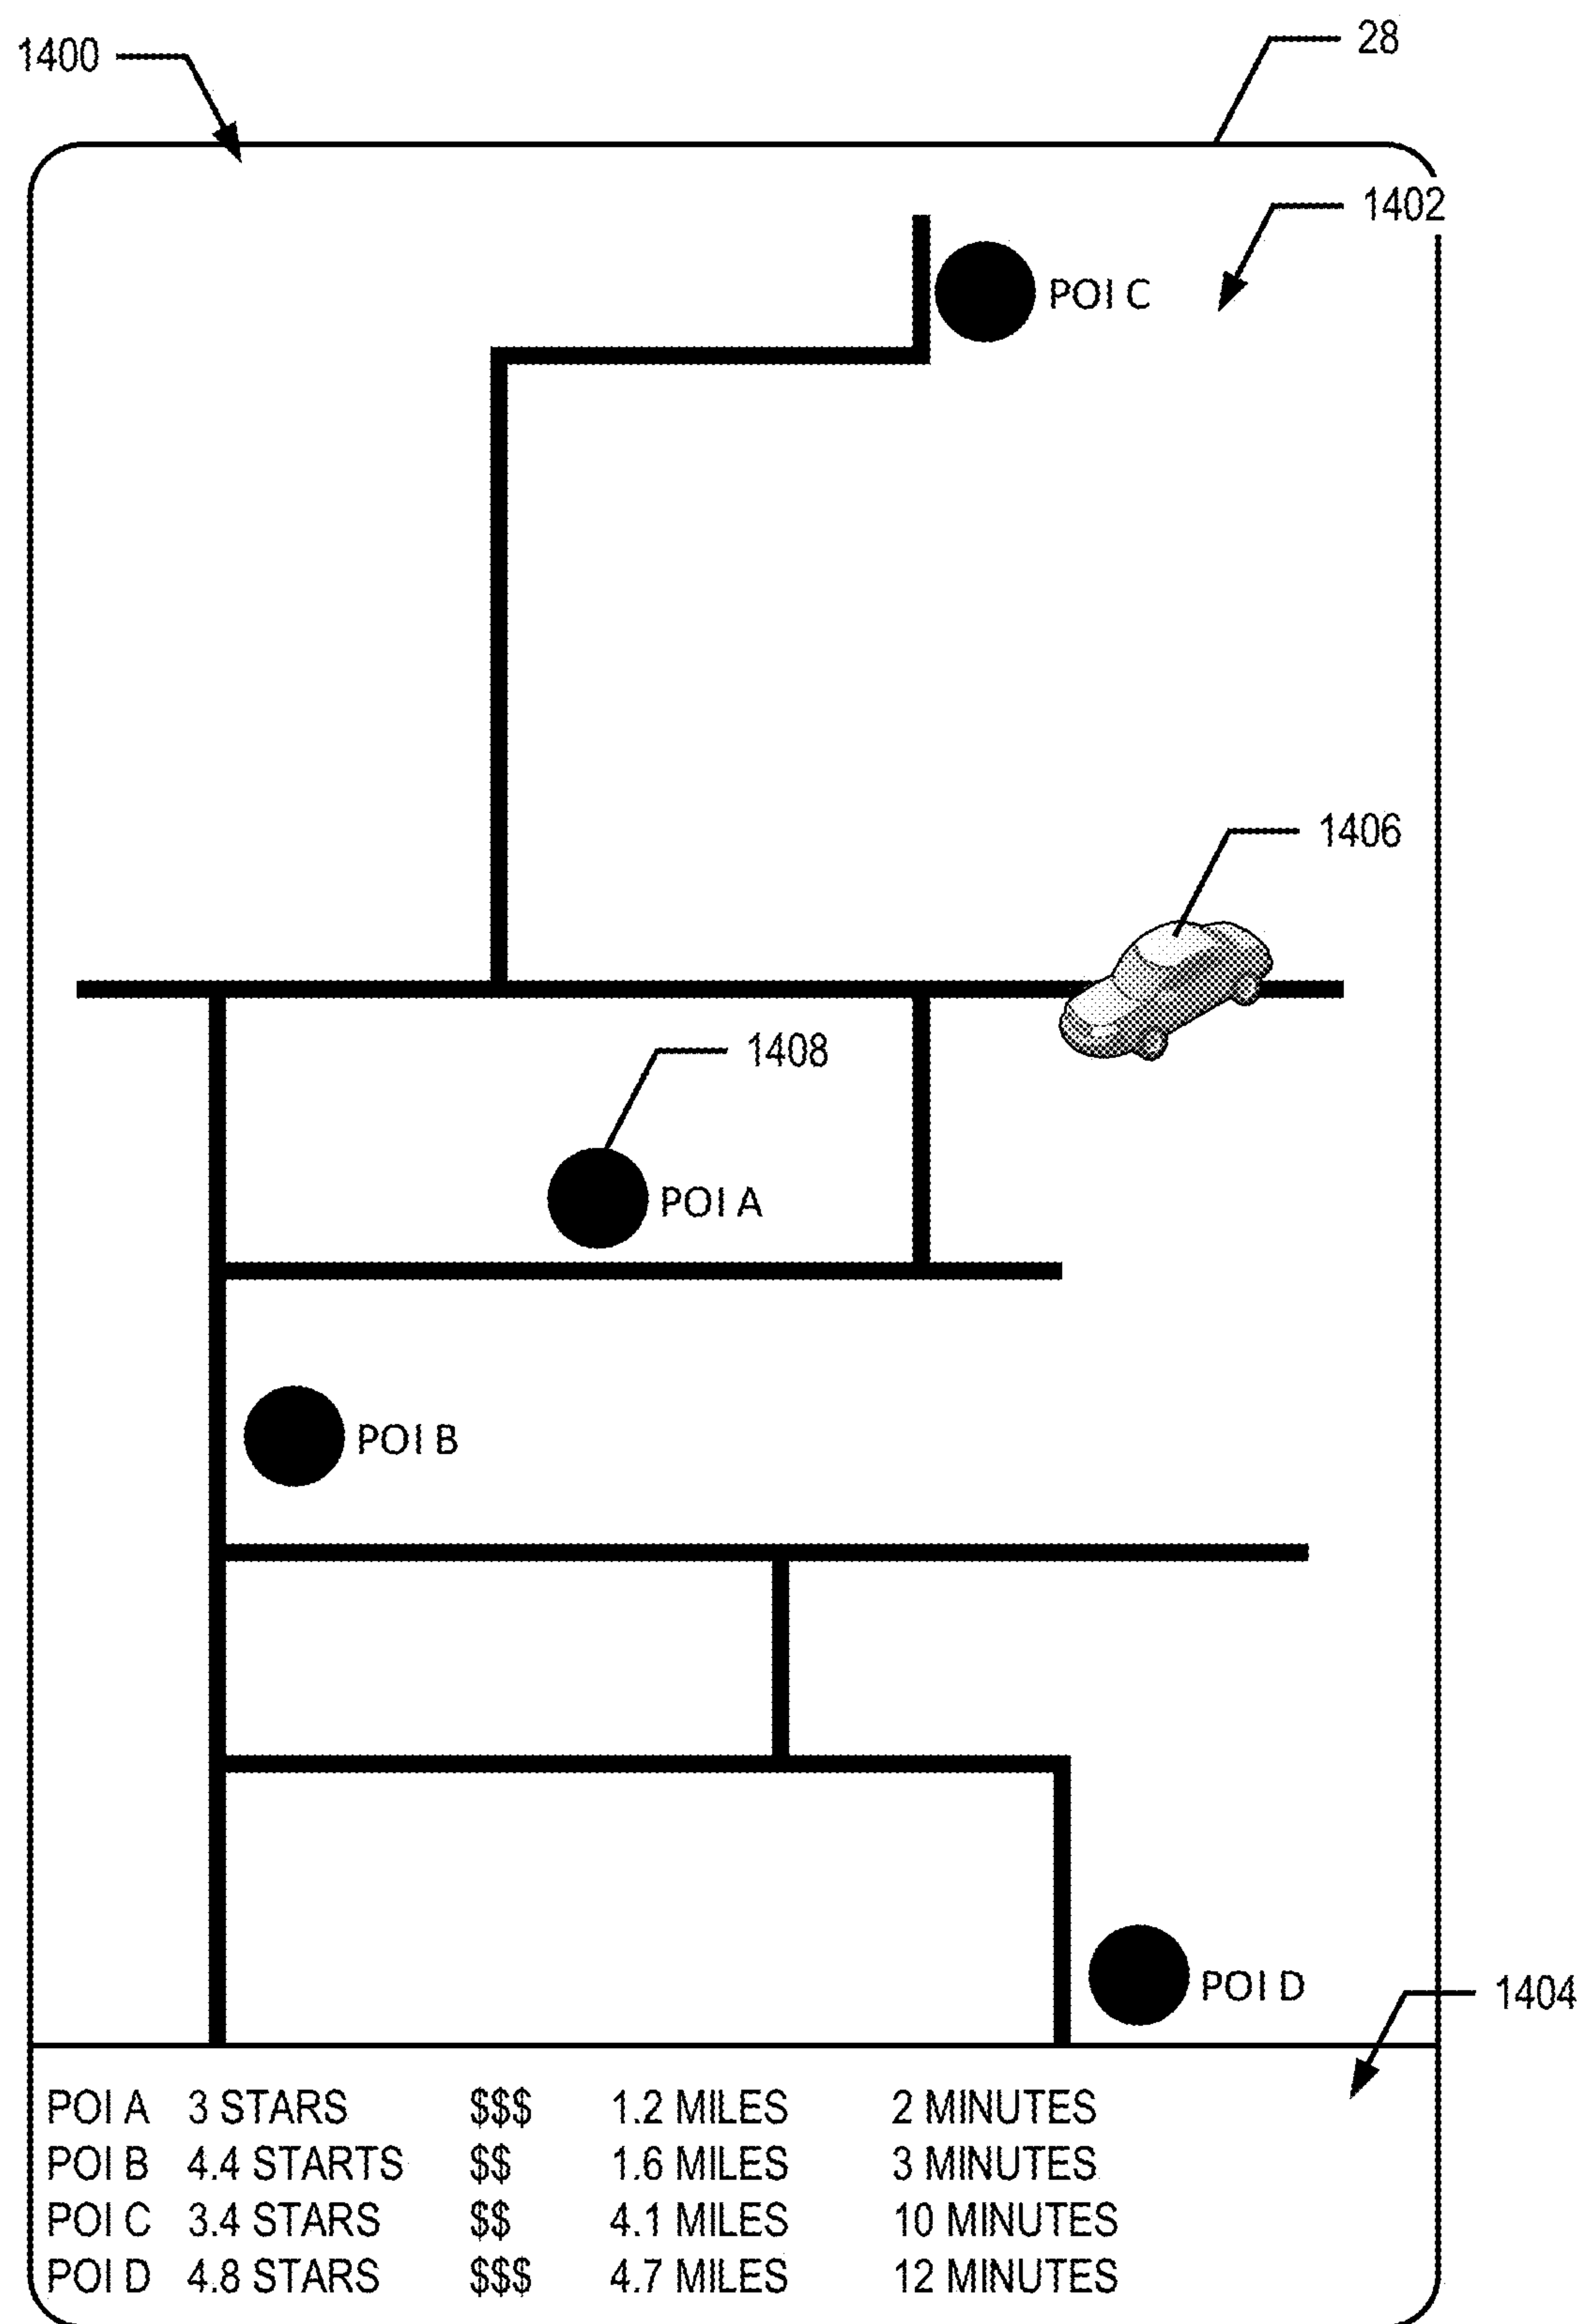 1400
28
1402
POI C
1406
1408
POI A
POI B
POI D
1404
POI A 3 STARS $$$ 1.2 MILES 2 MINUTES
POI B 4.4 STARTS $$ 1.6 MILES 3 MINUTES
POI C 3.4 STARS $$ 4.1 MILES 10 MINUTES
POI D 4.8 STARS $$$ 4.7 MILES 12 MINUTES